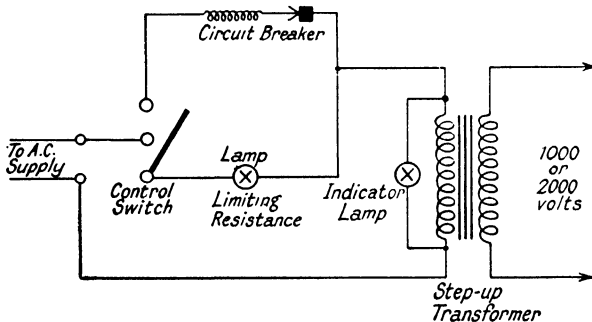 Circuit Breaker
To A.C.
Supply
Control
Switch
Lamp
Limiting
Resistance
Indicator
Lamp
1000
or
2000
volts
Step-up
Transformer